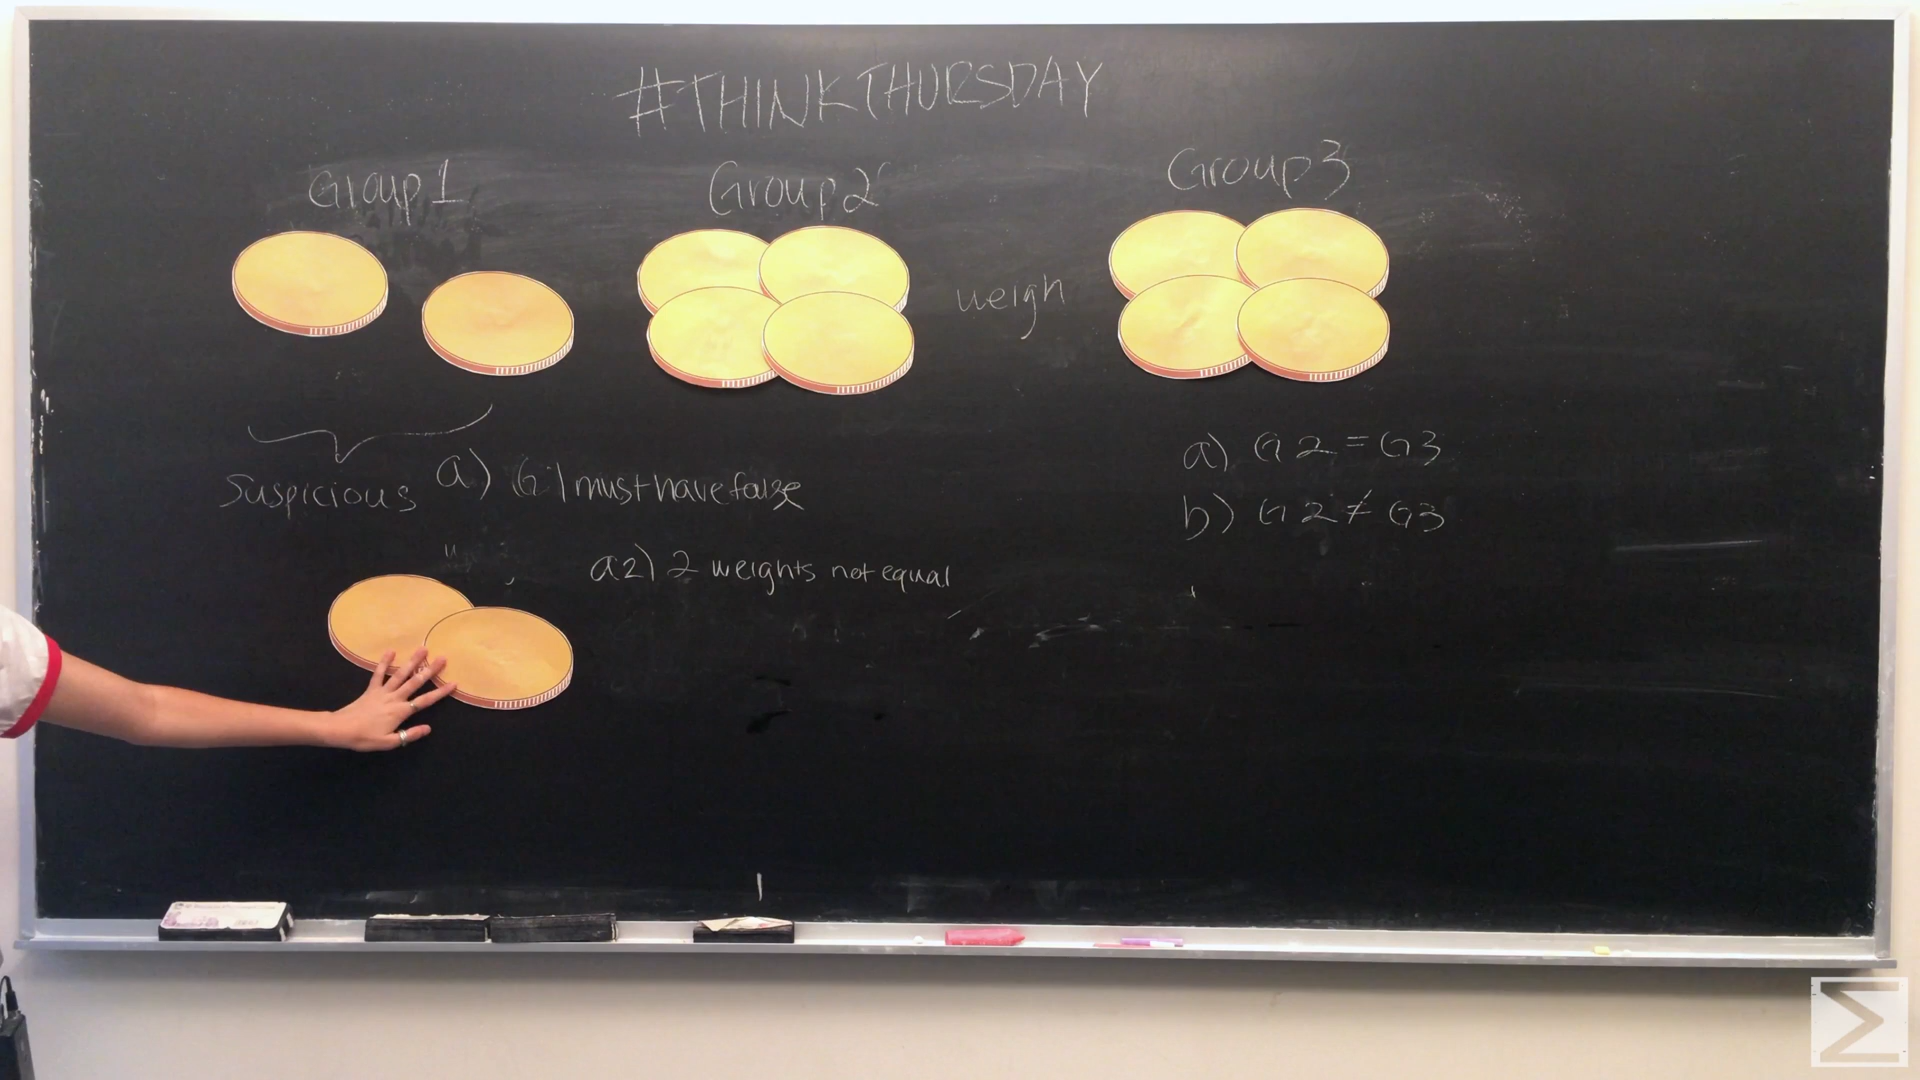 #THINKTHURSDAY
Group 1
Group 2
Group 3
weigh
Suspicious
a) G1 must have false
a2) 2 weights not equal
a) G2 = G3
b) G2 ≠ G3